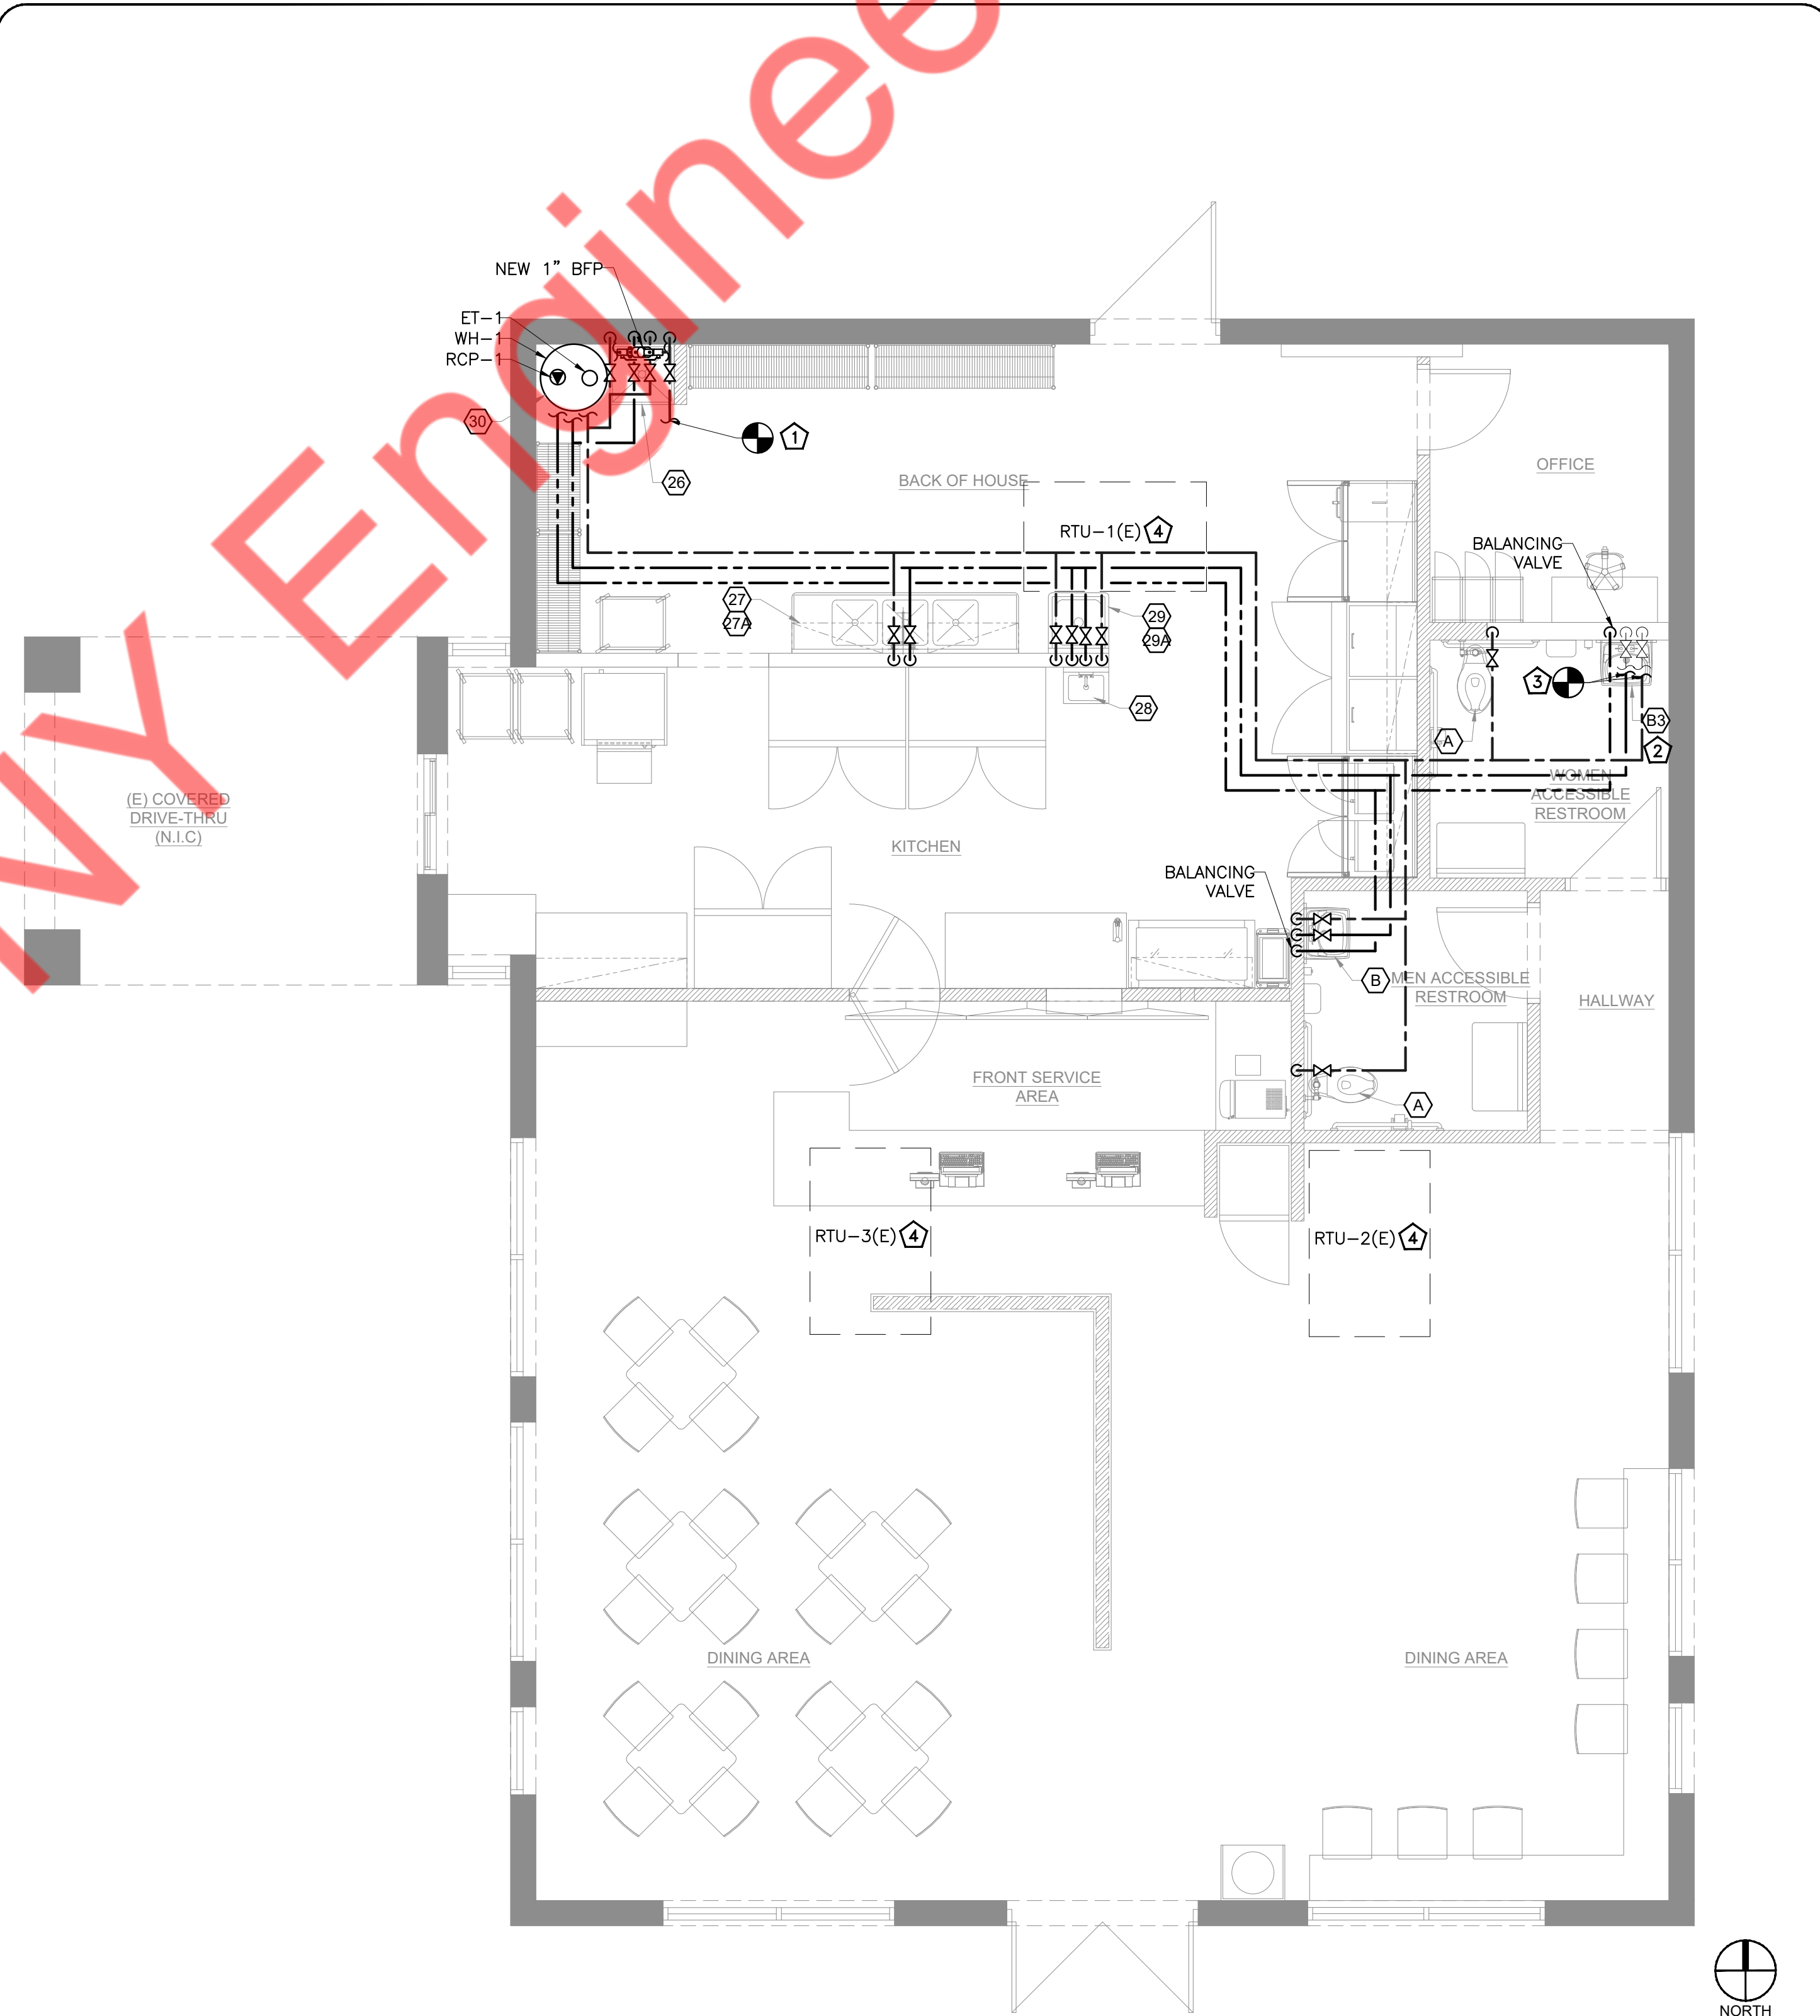 NY Enginee
NEW 1" BFP
ET-1
WH-1
RCP-1
30
1
26
BACK OF HOUSE
OFFICE
RTU-1(E) 4
BALANCING
VALVE
27
27A
29
29A
28
3
B3
2
A
WOMEN
ACCESSIBLE
RESTROOM
(E) COVERED
DRIVE-THRU
(N.I.C)
KITCHEN
BALANCING
VALVE
B
MEN ACCESSIBLE
RESTROOM
HALLWAY
FRONT SERVICE
AREA
A
RTU-3(E) 4
RTU-2(E) 4
DINING AREA
DINING AREA
NORTH